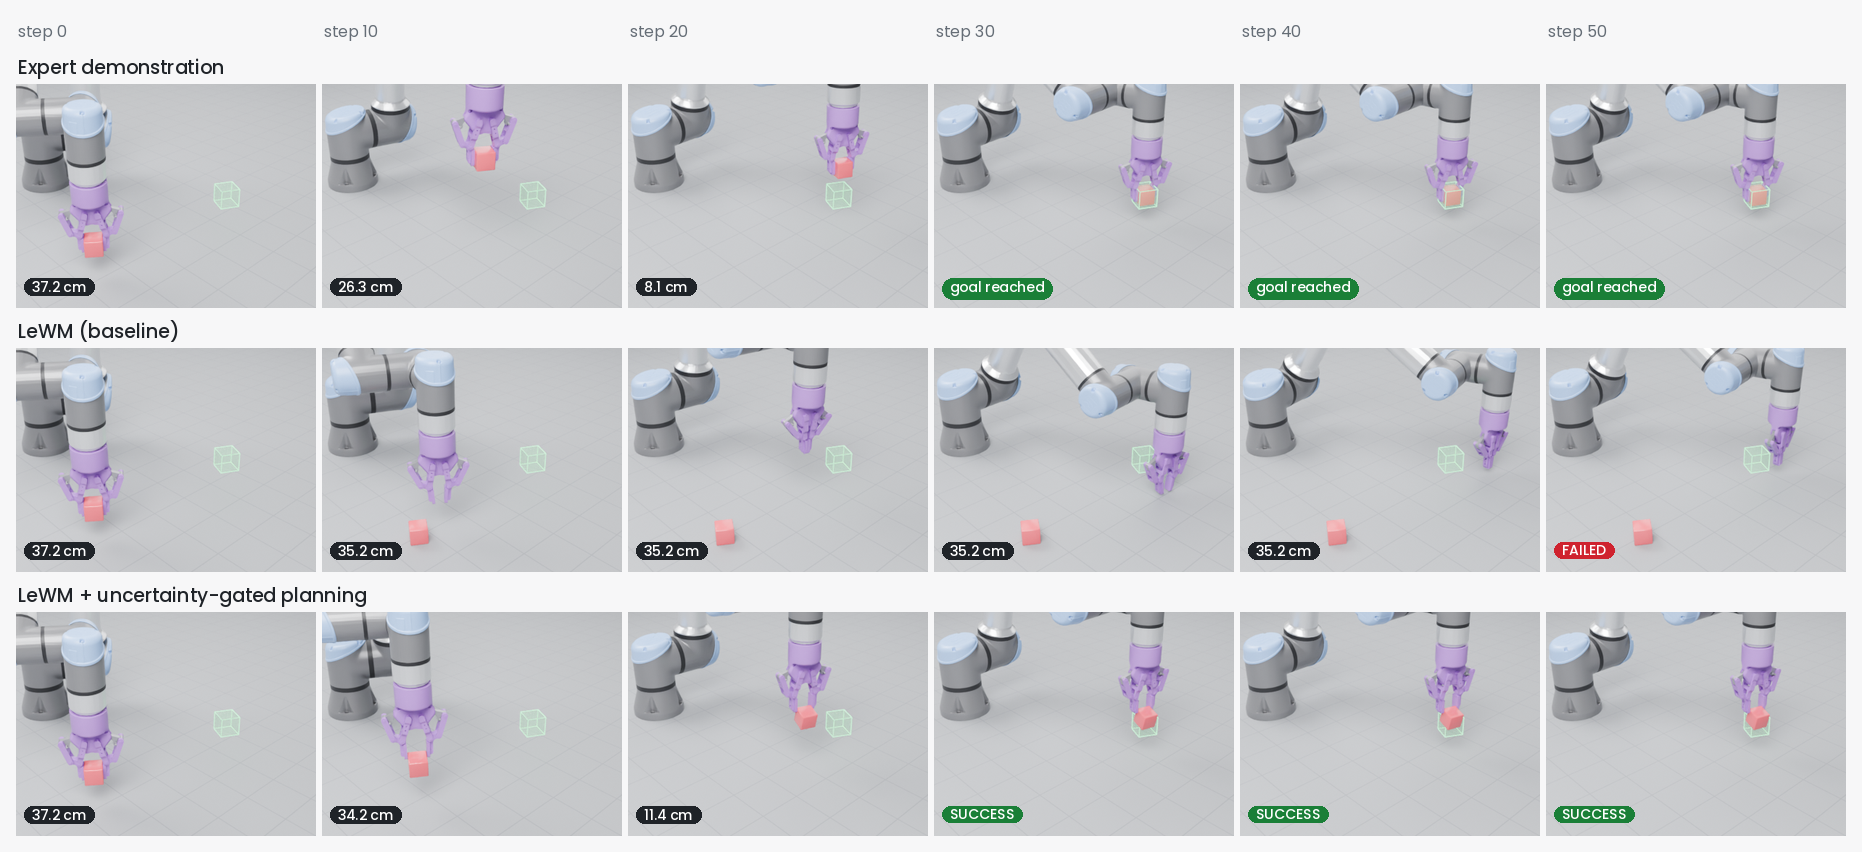 step 0 step 10 step 20 step 30 step 40 step 50
Expert demonstration
37.2 cm 26.3 cm 8.1 cm goal reached goal reached goal reached
LeWM (baseline)
37.2 cm 35.2 cm 35.2 cm 35.2 cm 35.2 cm FAILED
LeWM + uncertainty-gated planning
37.2 cm 34.2 cm 11.4 cm SUCCESS SUCCESS SUCCESS